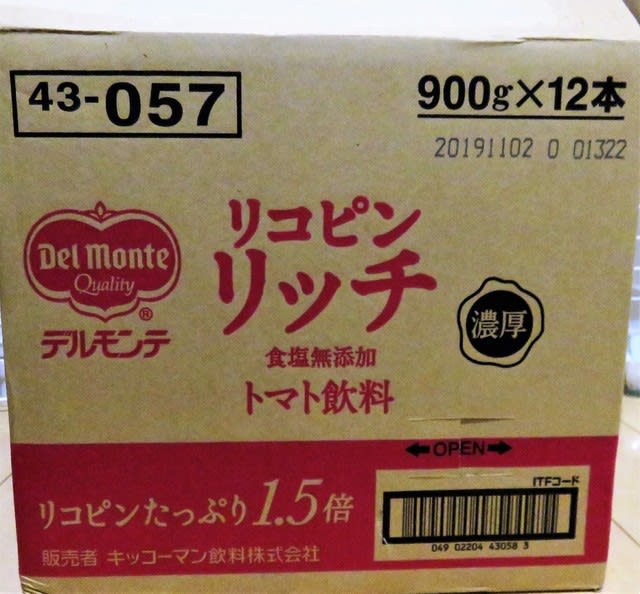 43-057
900g×12本
20191102 0 01322
Del Monte
Quality
®
デルモンテ
リコピン
リッチ
濃厚
食塩無添加
トマト飲料
←OPEN→
ITFコード
リコピンたっぷり1.5倍
販売者 キッコーマン飲料株式会社
049 02204 43058 3